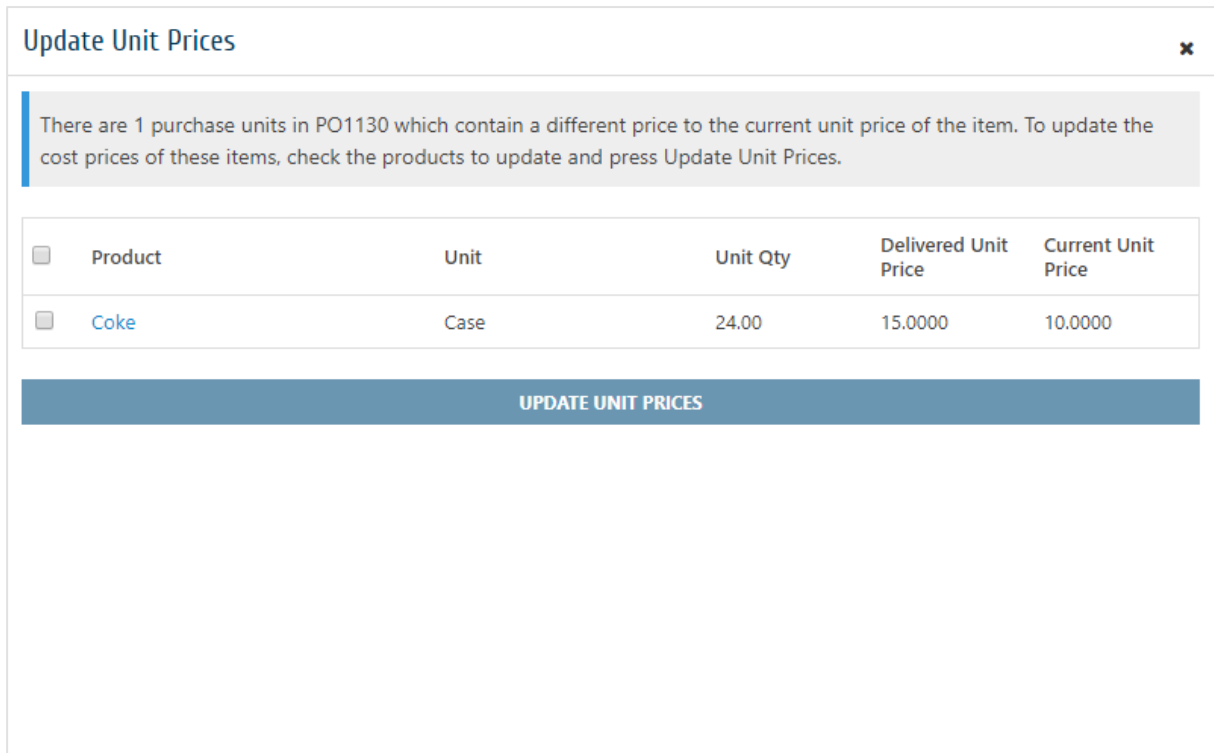 Update Unit Prices
There are 1 purchase units in PO1130 which contain a different price to the current unit price of the item. To update the
cost prices of these items, check the products to update and press Update Unit Prices.
Product Unit Unit Qty Delivered Unit Price Current Unit Price
Coke Case 24.00 15.0000 10.0000
UPDATE UNIT PRICES